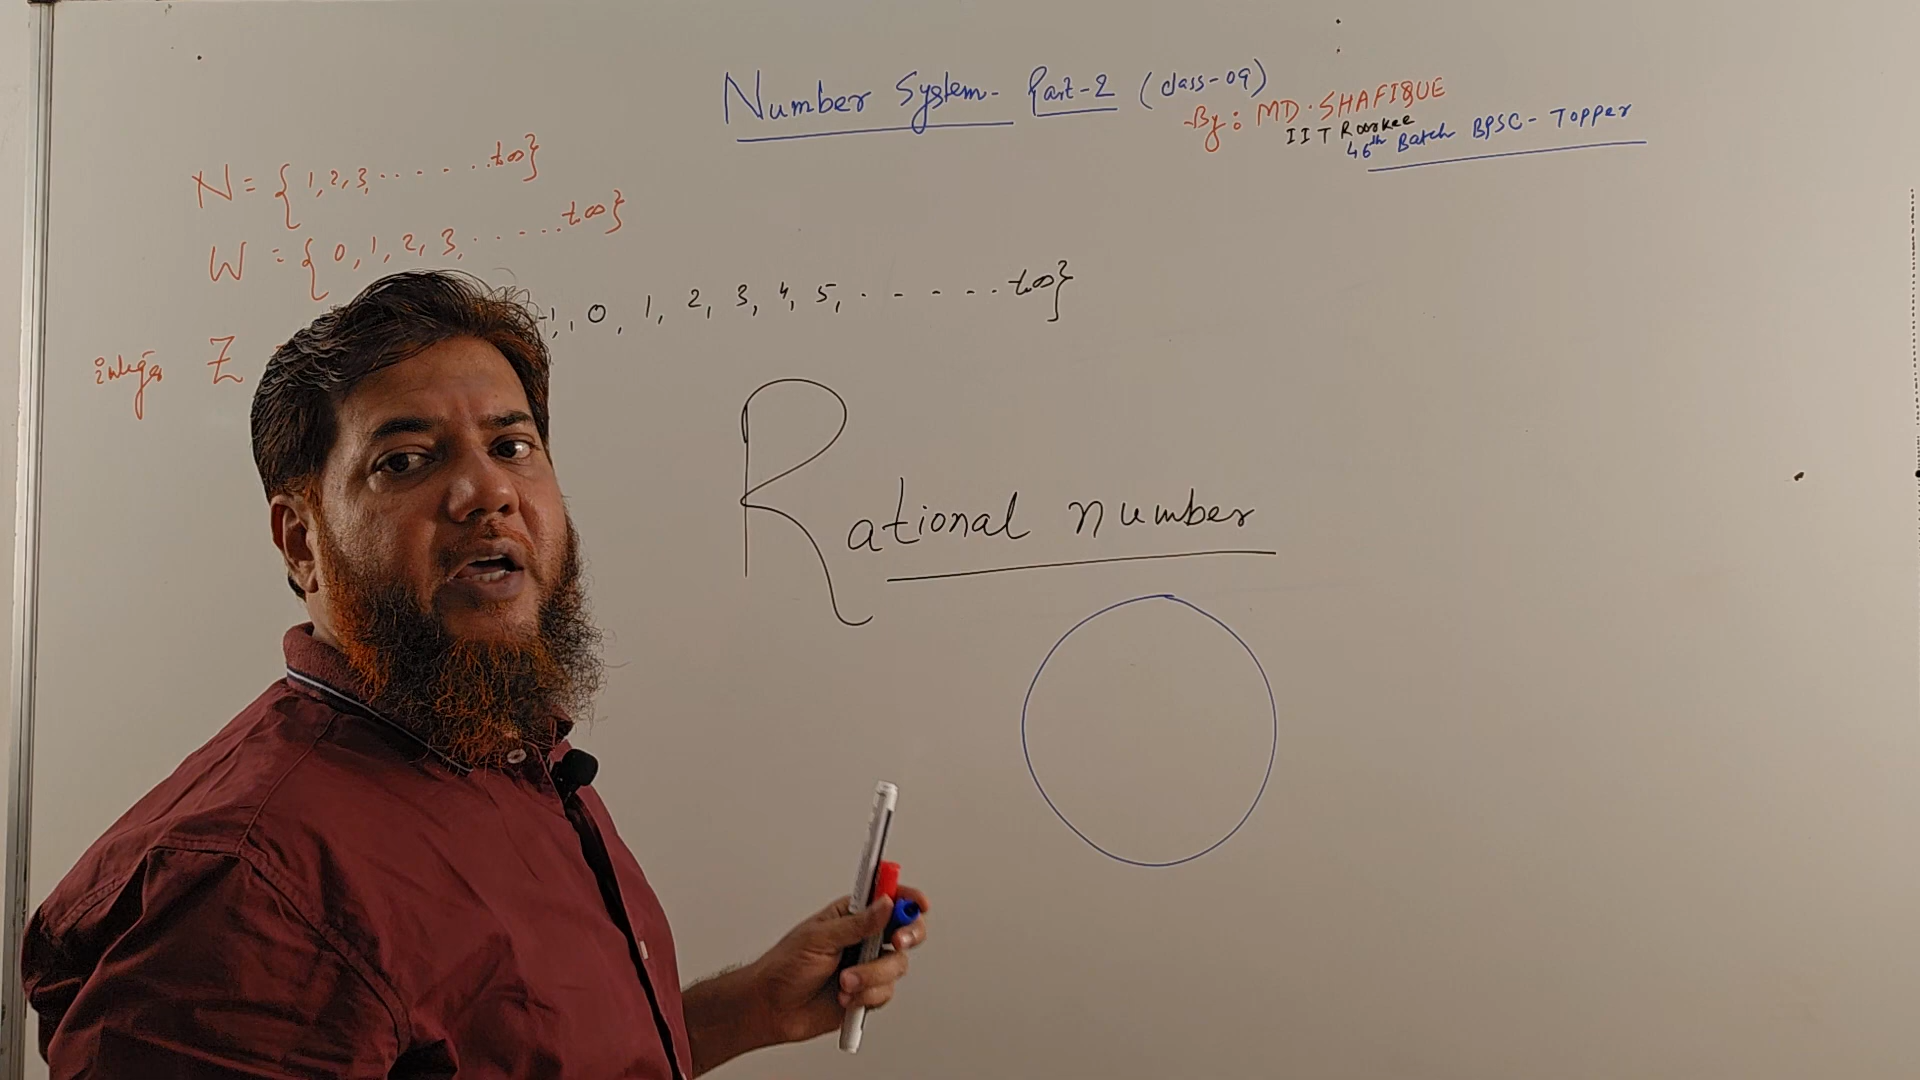 Number System- Part-2 (class-09)
By: MD. SHAFIQUE
IIT Roorkee
46th Batch BPSC-Topper
N = { 1, 2, 3, . . . . . . to ∞}
W = { 0, 1, 2, 3, . . . . . to ∞}
integer Z -1, 0, 1, 2, 3, 4, 5, . . . . . to ∞}
Rational number